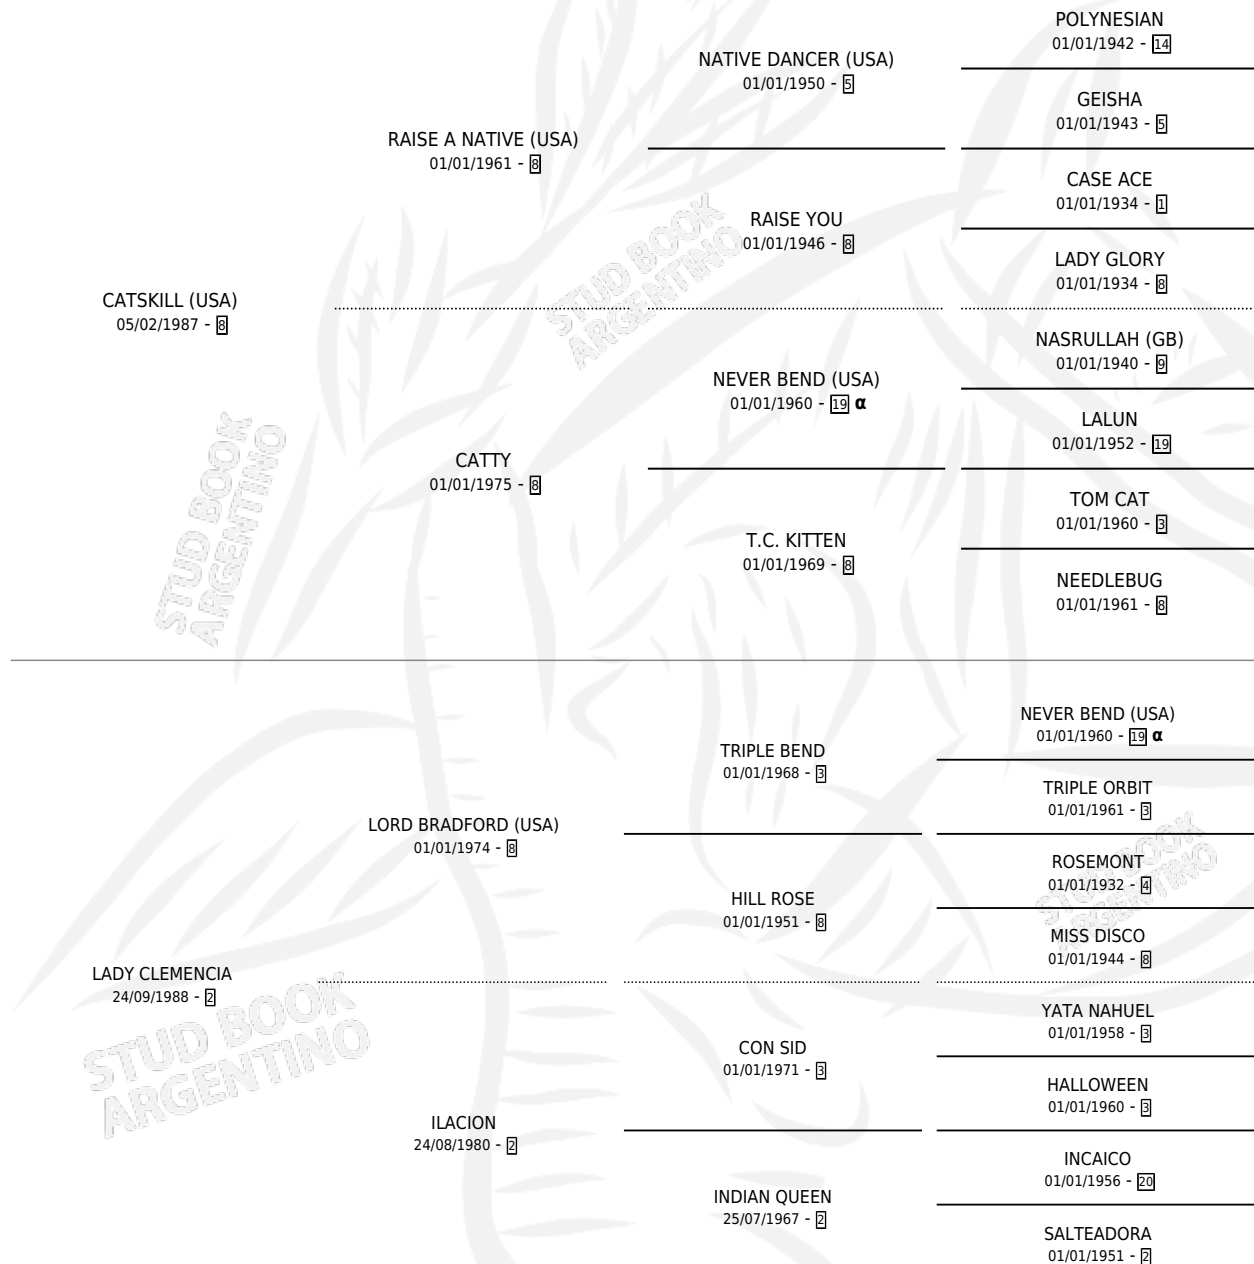 POLYNESIAN
01/01/1942 - 14
NATIVE DANCER (USA)
01/01/1950 - 5
GEISHA
01/01/1943 - 5
RAISE A NATIVE (USA)
01/01/1961 - 8
CASE ACE
01/01/1934 - 1
RAISE YOU
01/01/1946 - 8
LADY GLORY
01/01/1934 - 8
CATSKILL (USA)
05/02/1987 - 8
STUD BOOK
ARGENTINO
NASRULLAH (GB)
01/01/1940 - 9
NEVER BEND (USA)
01/01/1960 - 19 α
LALUN
01/01/1952 - 19
CATTY
01/01/1975 - 8
TOM CAT
01/01/1960 - 3
T.C. KITTEN
01/01/1969 - 8
NEEDLEBUG
01/01/1961 - 8
STUD BOOK
ARGENTINO
NEVER BEND (USA)
01/01/1960 - 19 α
TRIPLE BEND
01/01/1968 - 3
TRIPLE ORBIT
01/01/1961 - 3
LORD BRADFORD (USA)
01/01/1974 - 8
ROSEMONT
01/01/1932 - 4
HILL ROSE
01/01/1951 - 8
MISS DISCO
01/01/1944 - 8
STUD BOOK
ARGENTINO
LADY CLEMENCIA
24/09/1988 - 2
YATA NAHUEL
01/01/1958 - 3
CON SID
01/01/1971 - 3
HALLOWEEN
01/01/1960 - 3
STUD BOOK
ARGENTINO
ILACION
24/08/1980 - 2
INCAICO
01/01/1956 - 20
INDIAN QUEEN
25/07/1967 - 2
SALTEADORA
01/01/1951 - 2